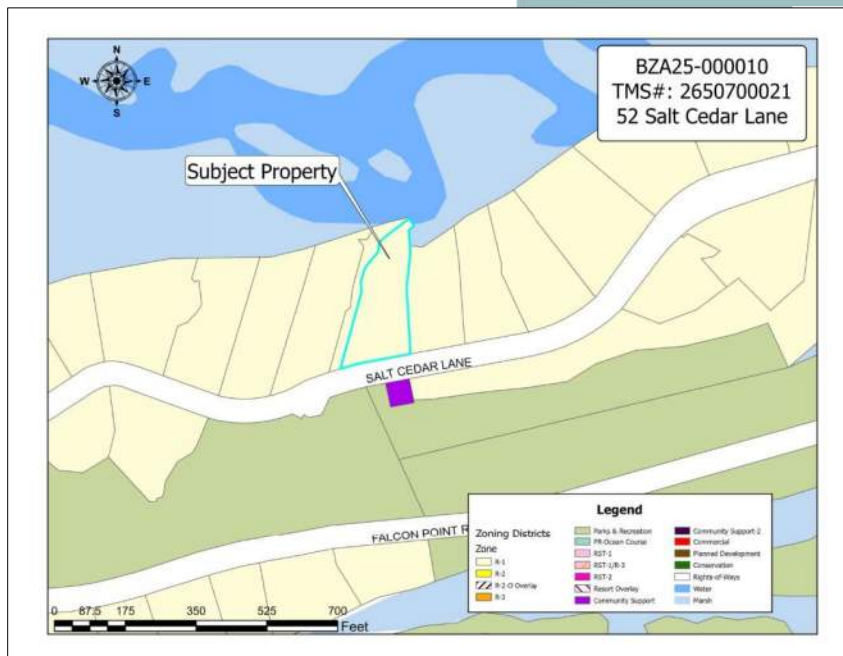 N
W E
S
BZA25-000010
TMS#: 2650700021
52 Salt Cedar Lane
Subject Property
SALT CEDAR LANE
FALCON POINT R
Legend
Zoning Districts
Zone
R-1
R-2
R-2-O Overlay
R-3
Parks & Recreation
PR-Ocean Course
RST-1
RST-1/R-3
RST-2
Resort Overlay
Community Support
Community Support-2
Commercial
Planned Development
Conservation
Rights-of-Ways
Water
Marsh
0 87.5 175 350 525 700
Feet